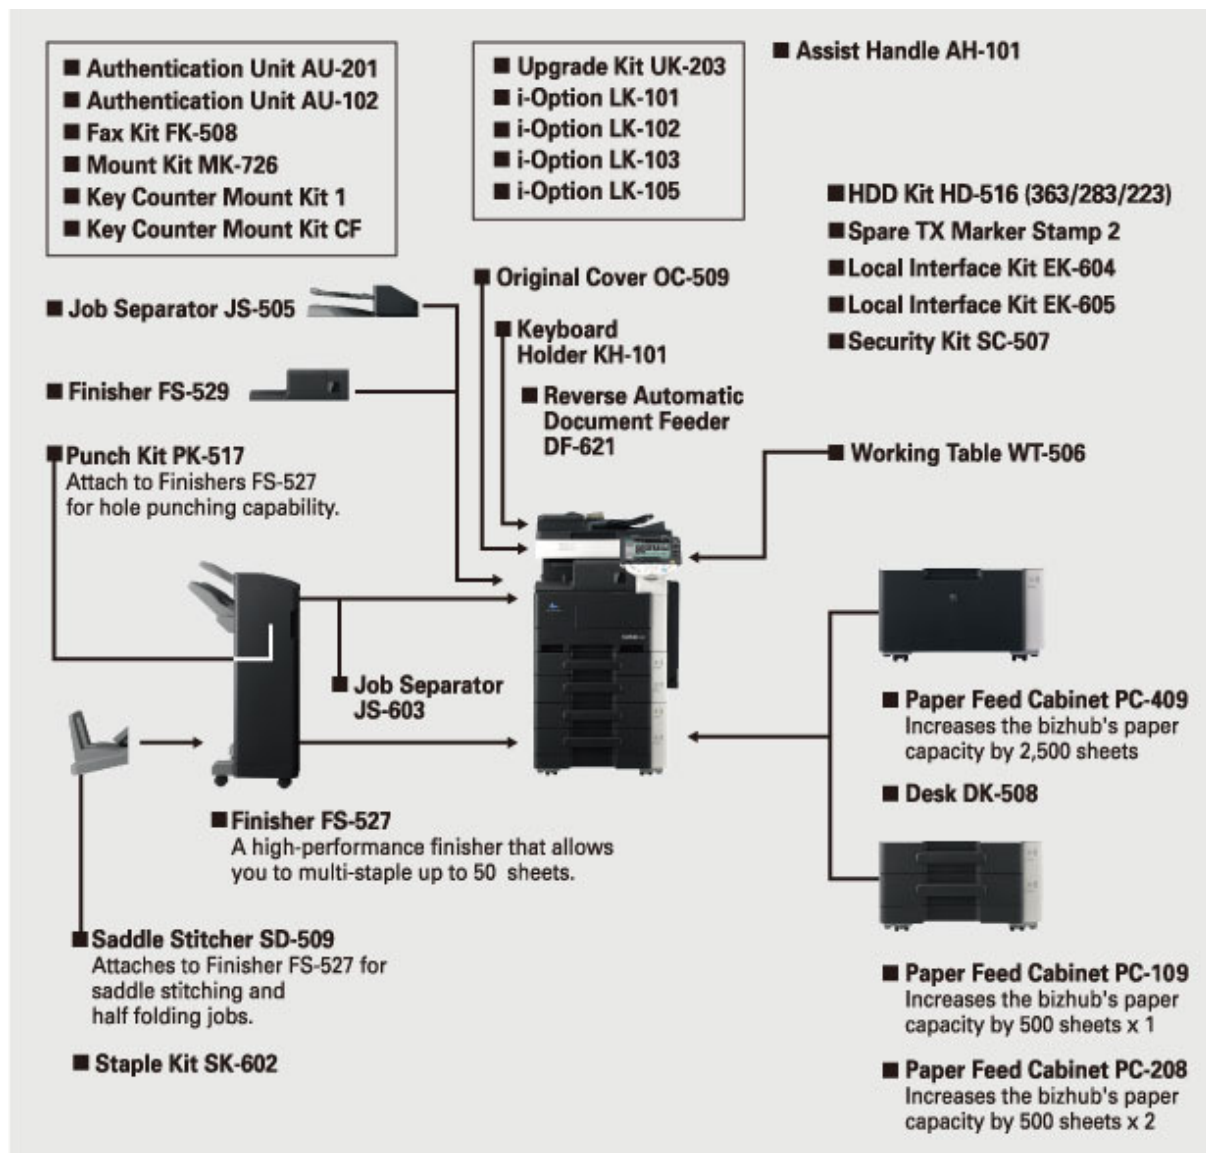 ■ Authentication Unit AU-201
■ Authentication Unit AU-102
■ Fax Kit FK-508
■ Mount Kit MK-726
■ Key Counter Mount Kit 1
■ Key Counter Mount Kit CF
■ Upgrade Kit UK-203
■ i-Option LK-101
■ i-Option LK-102
■ i-Option LK-103
■ i-Option LK-105
■ Assist Handle AH-101
■ HDD Kit HD-516 (363/283/223)
■ Spare TX Marker Stamp 2
■ Local Interface Kit EK-604
■ Local Interface Kit EK-605
■ Security Kit SC-507
■ Original Cover OC-509
■ Job Separator JS-505
■ Keyboard
Holder KH-101
■ Finisher FS-529
■ Reverse Automatic
Document Feeder
DF-621
■ Punch Kit PK-517
Attach to Finishers FS-527
for hole punching capability.
■ Working Table WT-506
■ Job Separator
JS-603
■ Paper Feed Cabinet PC-409
Increases the bizhub's paper
capacity by 2,500 sheets
■ Desk DK-508
■ Finisher FS-527
A high-performance finisher that allows
you to multi-staple up to 50 sheets.
■ Saddle Stitcher SD-509
Attaches to Finisher FS-527 for
saddle stitching and
half folding jobs.
■ Staple Kit SK-602
■ Paper Feed Cabinet PC-109
Increases the bizhub's paper
capacity by 500 sheets x 1
■ Paper Feed Cabinet PC-208
Increases the bizhub's paper
capacity by 500 sheets x 2